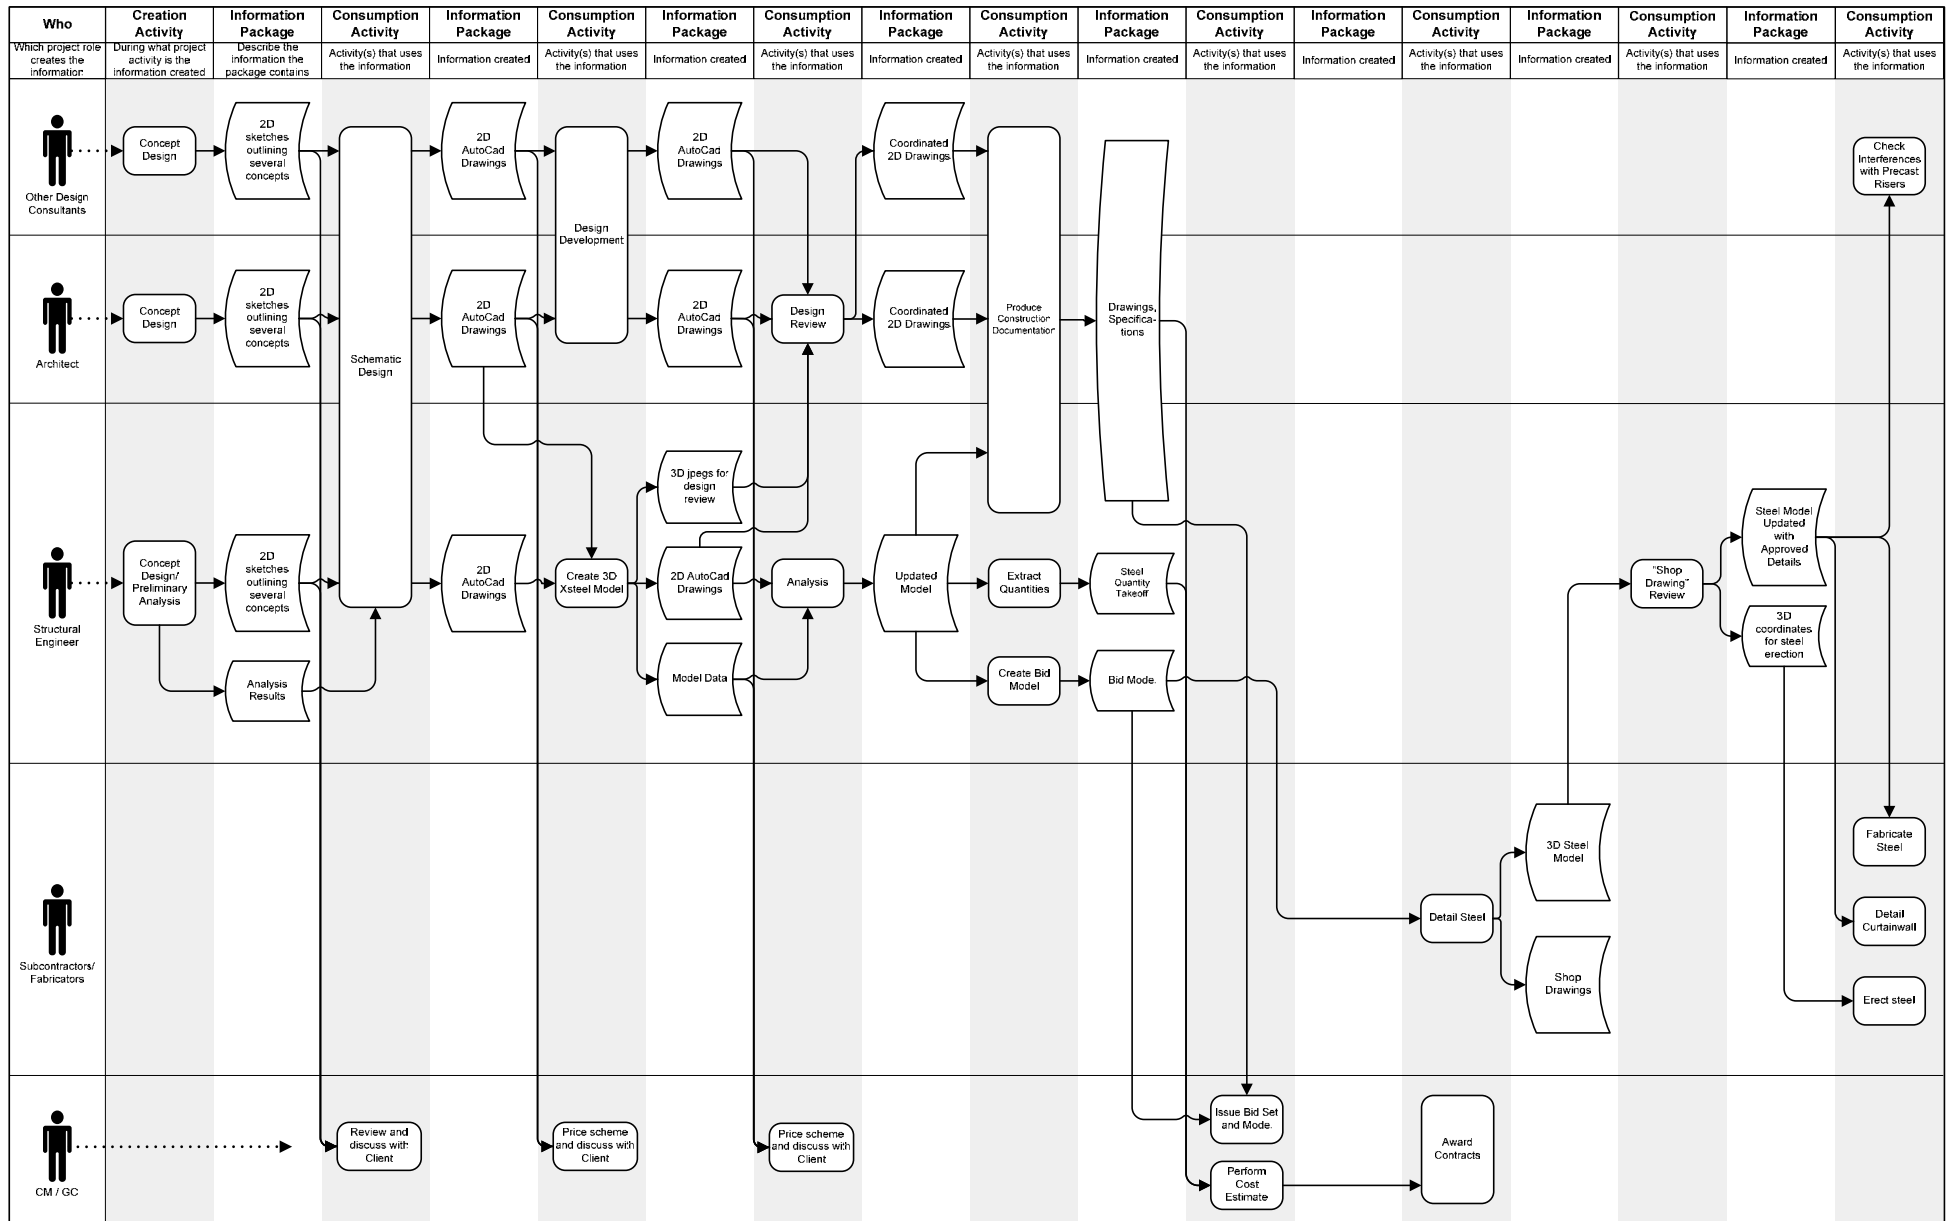 Who
Creation
Activity
Information
Package
Consumption
Activity
Information
Package
Consumption
Activity
Information
Package
Consumption
Activity
Information
Package
Consumption
Activity
Information
Package
Consumption
Activity
Information
Package
Consumption
Activity
Information
Package
Consumption
Activity
Information
Package
Consumption
Activity
Which project role
creates the
information
During what project
activity is the
information created
Describe the
information the
package contains
Activity(s) that uses
the information
Information created
Activity(s) that uses
the information
Information created
Activity(s) that uses
the information
Information created
Activity(s) that uses
the information
Information created
Activity(s) that uses
the information
Information created
Activity(s) that uses
the information
Information created
Activity(s) that uses
the information
Information created
Activity(s) that uses
the information
Other Design
Consultants
Concept
Design
2D
sketches
outlining
several
concepts
2D
AutoCad
Drawings
Design
Development
2D
AutoCad
Drawings
Coordinated
2D Drawings
Check
Interferences
with Precast
Risers
Architect
Concept
Design
2D
sketches
outlining
several
concepts
Schematic
Design
2D
AutoCad
Drawings
2D
AutoCad
Drawings
Design
Review
Coordinated
2D Drawings
Produce
Construction
Documentation
Drawings,
Specifica-
tions
Structural
Engineer
Concept
Design/
Preliminary
Analysis
2D
sketches
outlining
several
concepts
Analysis
Results
2D
AutoCad
Drawings
Create 3D
Xsteel Model
3D jpegs for
design
review
2D AutoCad
Drawings
Model Data
Analysis
Updated
Model
Extract
Quantities
Create Bid
Model
Steel
Quantity
Takeoff
Bid Mode.
"Shop
Drawing"
Review
Steel Model
Updated
with
Approved
Details
3D
coordinates
for steel
erection
Subcontractors/
Fabricators
Detail Steel
3D Steel
Model
Shop
Drawings
Fabricate
Steel
Detail
Curtainwall
Erect steel
CM / GC
Review and
discuss with
Client
Price scheme
and discuss with
Client
Price scheme
and discuss with
Client
Issue Bid Set
and Mode.
Perform
Cost
Estimate
Award
Contracts